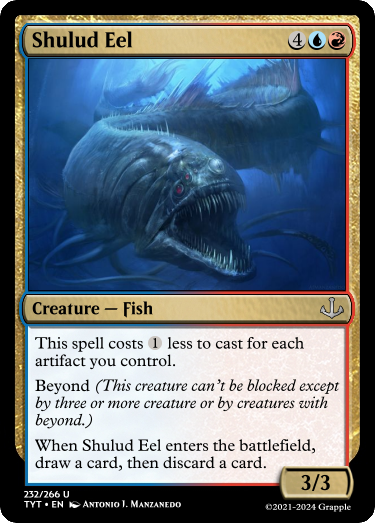 Shulud Eel 4
Creature — Fish
This spell costs 1 less to cast for each
artifact you control.
Beyond (This creature can't be blocked except
by three or more creature or by creatures with
beyond.)
When Shulud Eel enters the battlefield,
draw a card, then discard a card.
3/3
232/266 U
TYT • EN Antonio J. Manzanedo
©2021-2024 Grapple